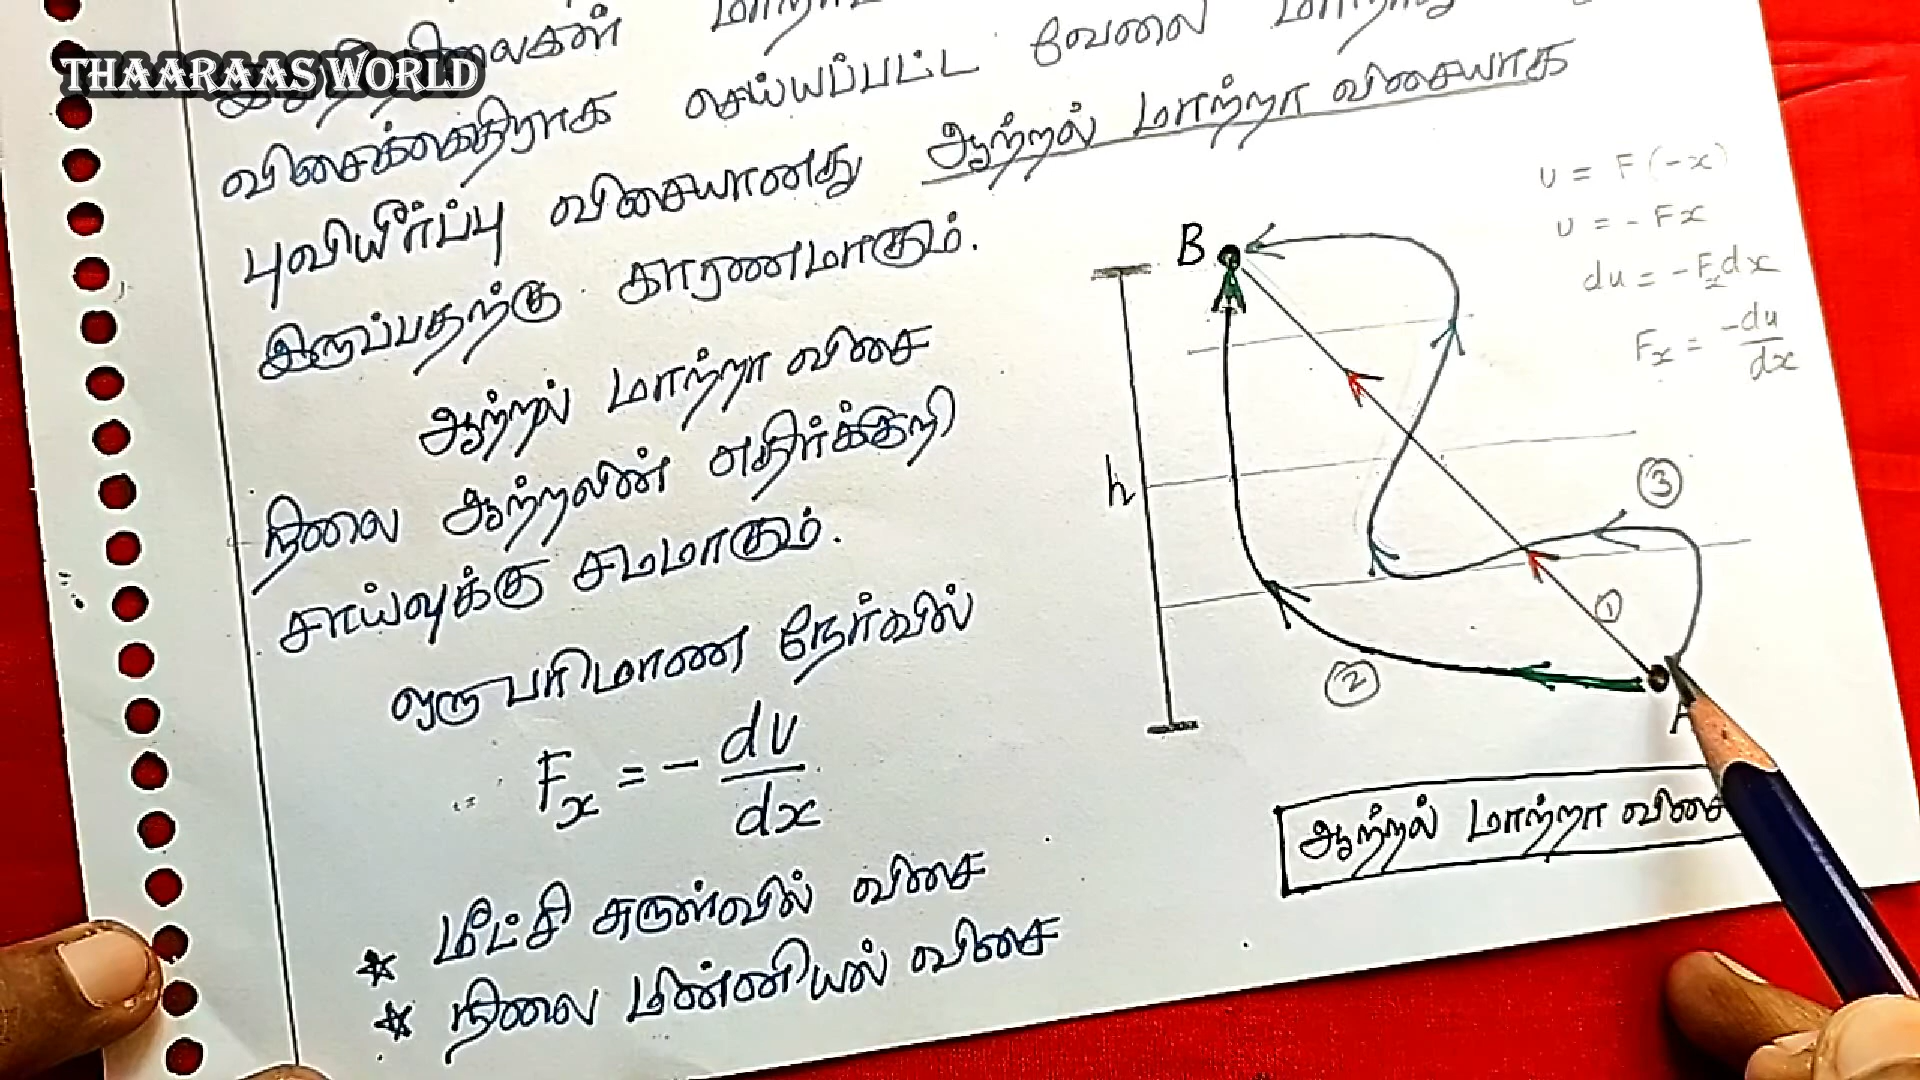 THAARAAS WORLD
விசைக்கெதிராக செய்யப்பட்ட வேலை
புவியீர்ப்பு விசையானது ஆற்றல் மாற்றா விசையாக
இருப்பதற்கு காரணமாகும்.
ஆற்றல் மாற்றா விசை
நிலை ஆற்றலின் எதிர்க்குறி
சாய்வுக்கு சமமாகும்.
ஒருபரிமாண நேர்வில்
Fx = - dU/dx
* மீட்சி சுருள்வில் விசை
* நிலை மின்னியல் விசை
U = F (-x)
U = - Fx
du = -Fx dx
Fx = -du/dx
B
h
3
1
2
A
ஆற்றல் மாற்றா விசை